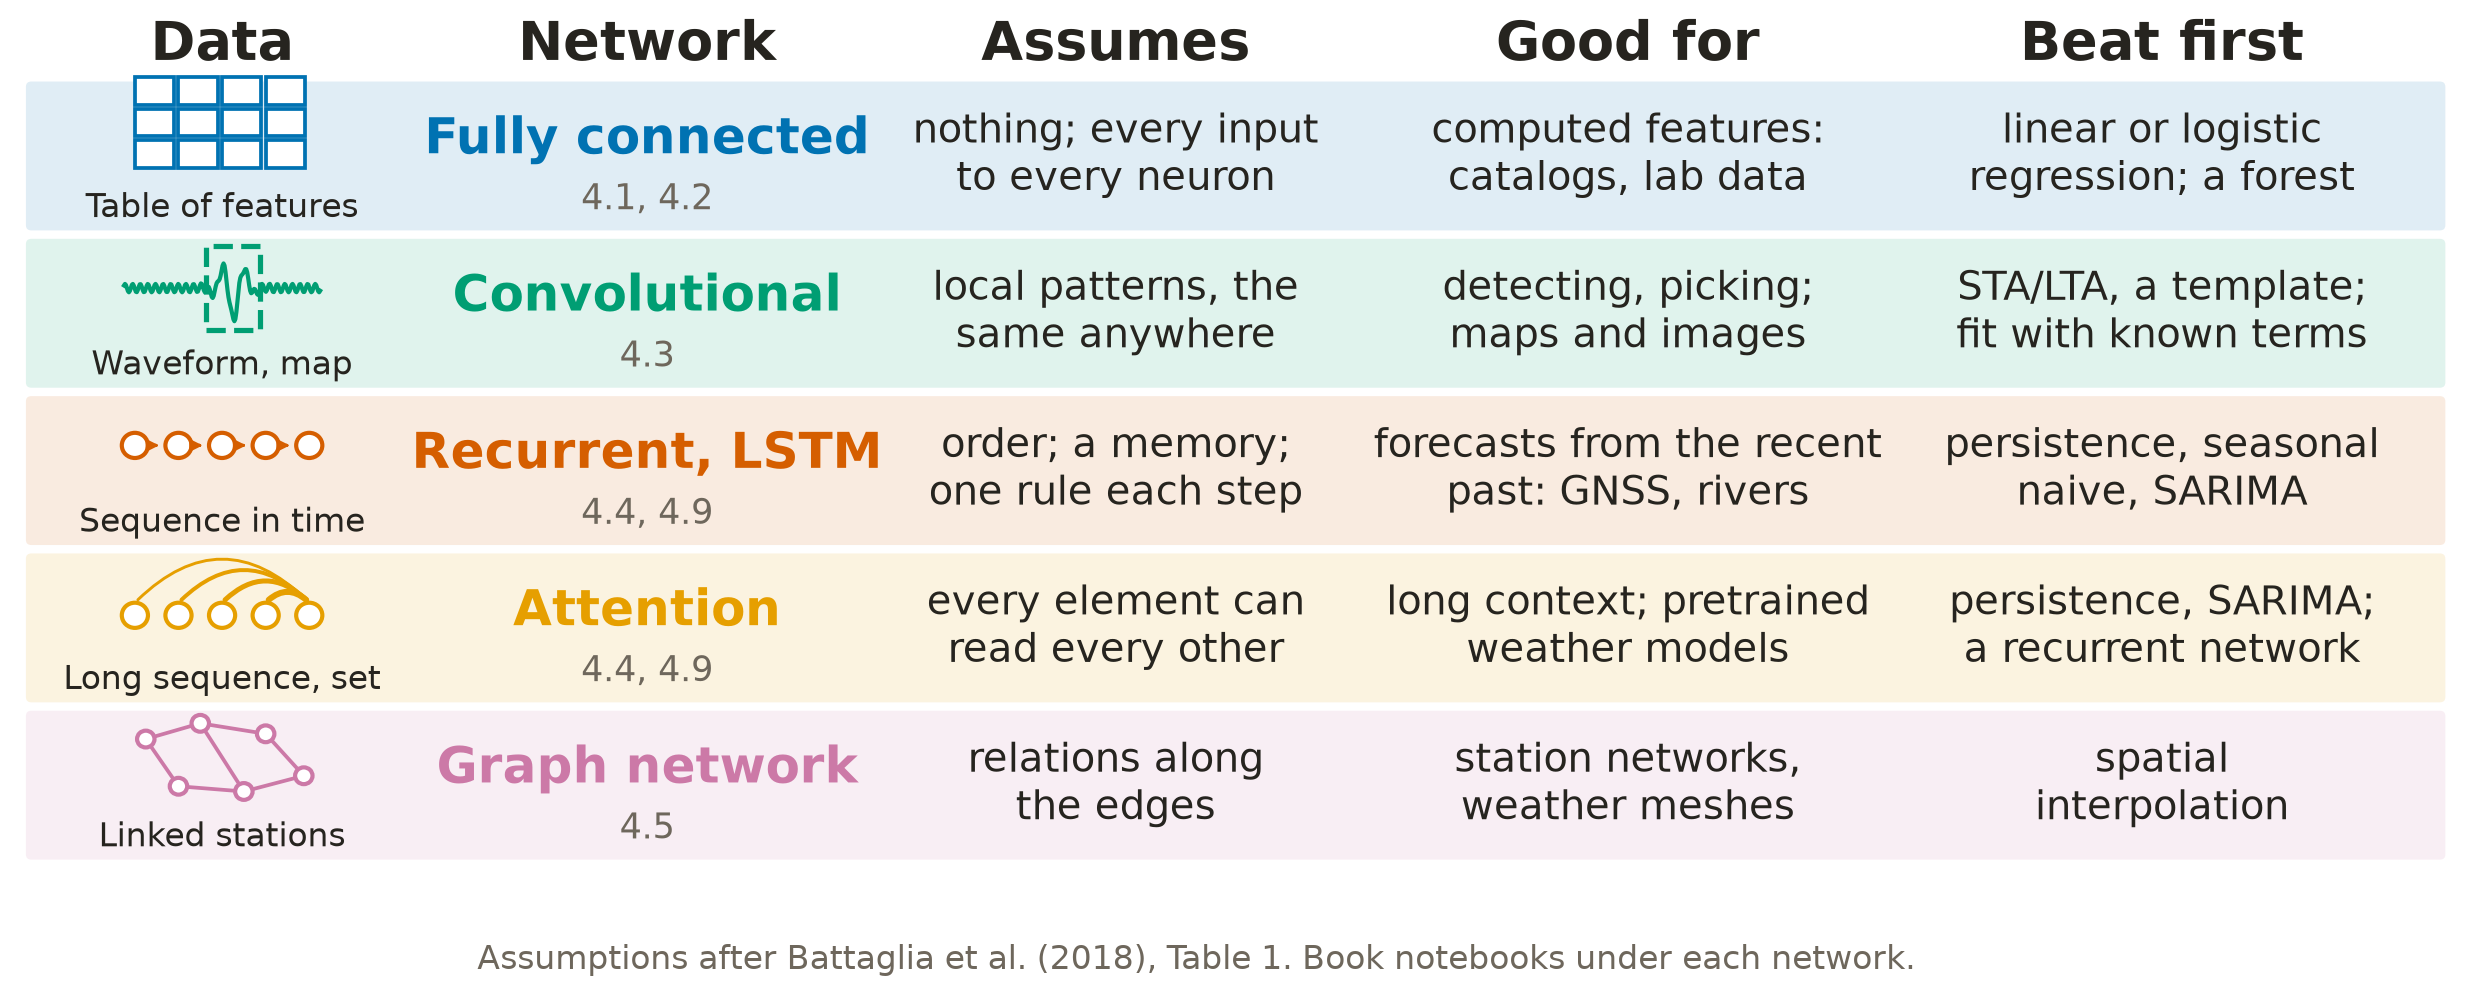 Data Network Assumes Good for Beat first
Table of features
Fully connected
4.1, 4.2
nothing; every input
to every neuron
computed features:
catalogs, lab data
linear or logistic
regression; a forest
Waveform, map
Convolutional
4.3
local patterns, the
same anywhere
detecting, picking;
maps and images
STA/LTA, a template;
fit with known terms
Sequence in time
Recurrent, LSTM
4.4, 4.9
order; a memory;
one rule each step
forecasts from the recent
past: GNSS, rivers
persistence, seasonal
naive, SARIMA
Long sequence, set
Attention
4.4, 4.9
every element can
read every other
long context; pretrained
weather models
persistence, SARIMA;
a recurrent network
Linked stations
Graph network
4.5
relations along
the edges
station networks,
weather meshes
spatial
interpolation
Assumptions after Battaglia et al. (2018), Table 1. Book notebooks under each network.